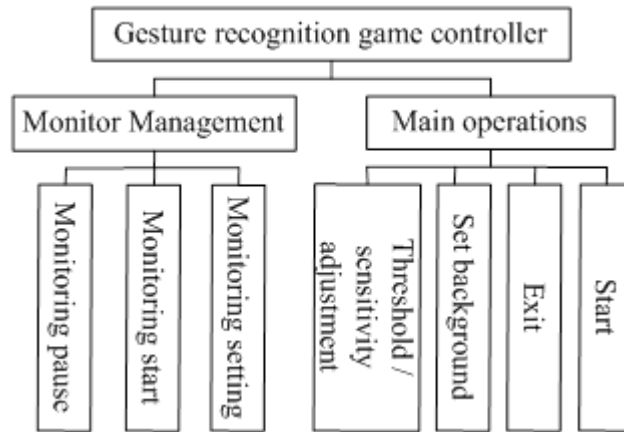 Gesture recognition game controller
Monitor Management
Main operations
Monitoring pause
Monitoring start
Monitoring setting
Threshold /
sensitivity
adjustment
Set background
Exit
Start